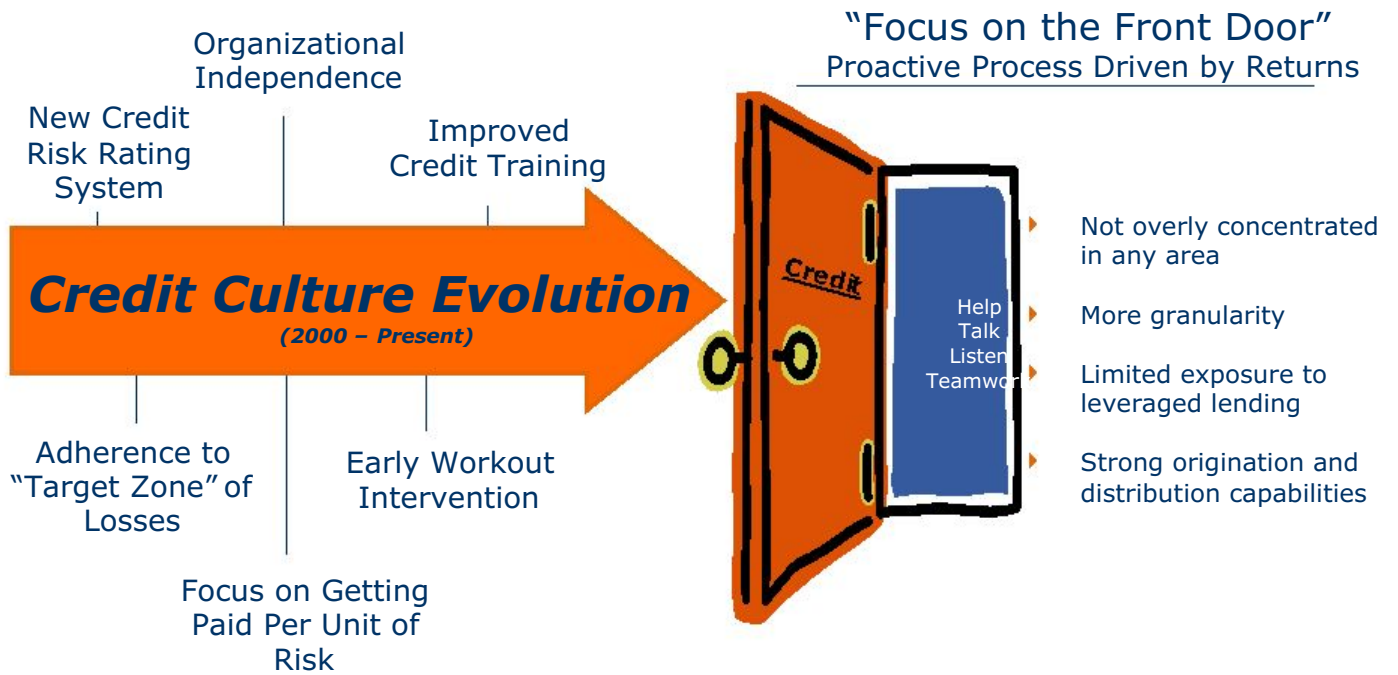 “Focus on the Front Door”
Proactive Process Driven by Returns
Organizational
Independence
New Credit
Risk Rating
System
Improved
Credit Training
Credit Culture Evolution
(2000 – Present)
Adherence to
“Target Zone” of
Losses
Early Workout
Intervention
Focus on Getting
Paid Per Unit of
Risk
Credit
Help
Talk
Listen
Teamwork
Not overly concentrated
in any area
More granularity
Limited exposure to
leveraged lending
Strong origination and
distribution capabilities